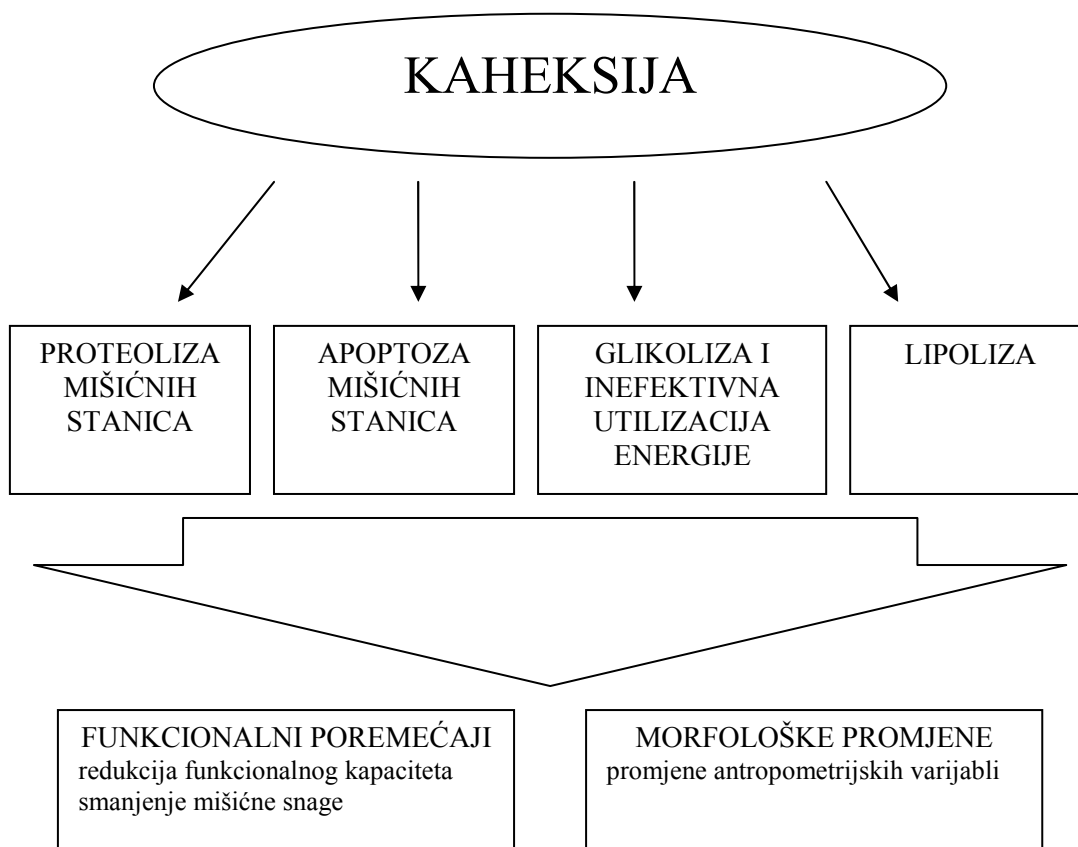 KAHEKSIJA
PROTEOLIZA
MIŠIĆNIH
STANICA
APOPTOZA
MIŠIĆNIH
STANICA
GLIKOLIZA I
INEFEKTIVNA
UTILIZACIJA
ENERGIJE
LIPOLIZA
FUNKCIONALNI POREMEĆAJI
redukcija funkcionalnog kapaciteta
smanjenje mišićne snage
MORFOLOŠKE PROMJENE
promjene antropometrijskih varijabli